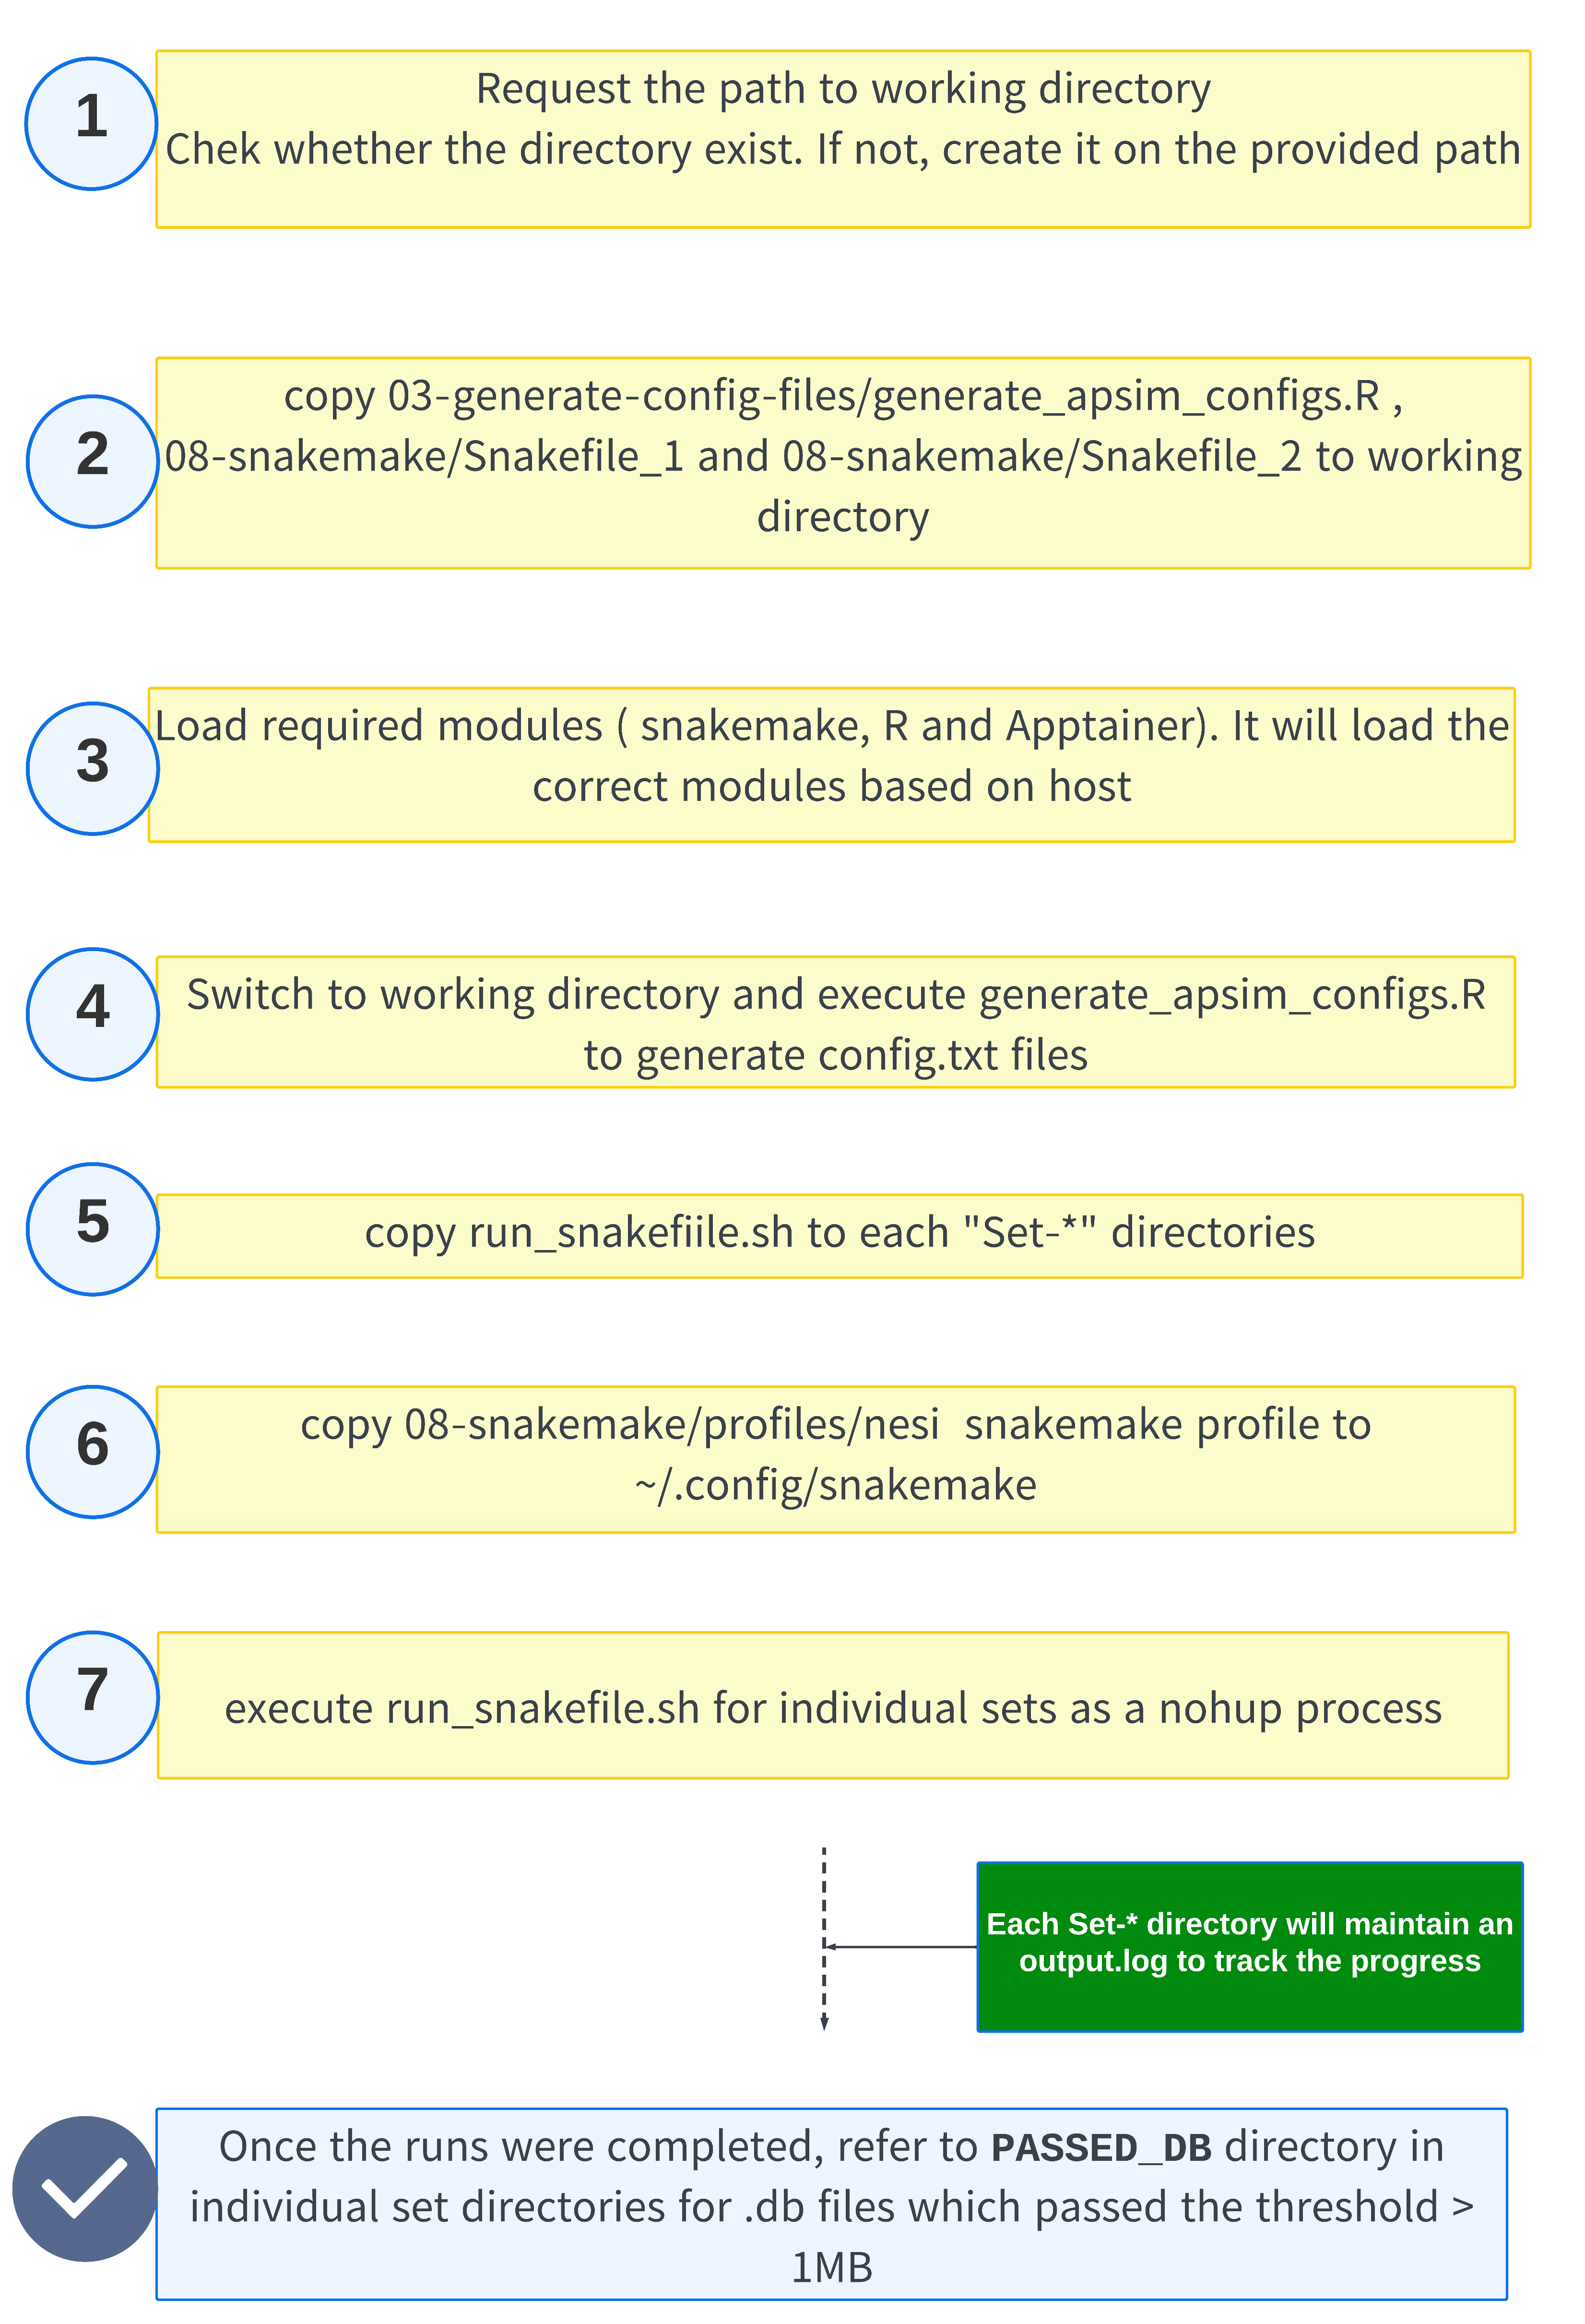 1
Request the path to working directory
Chek whether the directory exist. If not, create it on the provided path
2
copy 03-generate-config-files/generate_apsim_configs.R ,
08-snakemake/Snakefile_1 and 08-snakemake/Snakefile_2 to working
directory
3
Load required modules ( snakemake, R and Apptainer). It will load the
correct modules based on host
4
Switch to working directory and execute generate_apsim_configs.R
to generate config.txt files
5
copy run_snakefiile.sh to each "Set-*" directories
6
copy 08-snakemake/profiles/nesi  snakemake profile to
~/.config/snakemake
7
execute run_snakefile.sh for individual sets as a nohup process
Each Set-* directory will maintain an
output.log to track the progress
Once the runs were completed, refer to PASSED_DB directory in
individual set directories for .db files which passed the threshold >
1MB